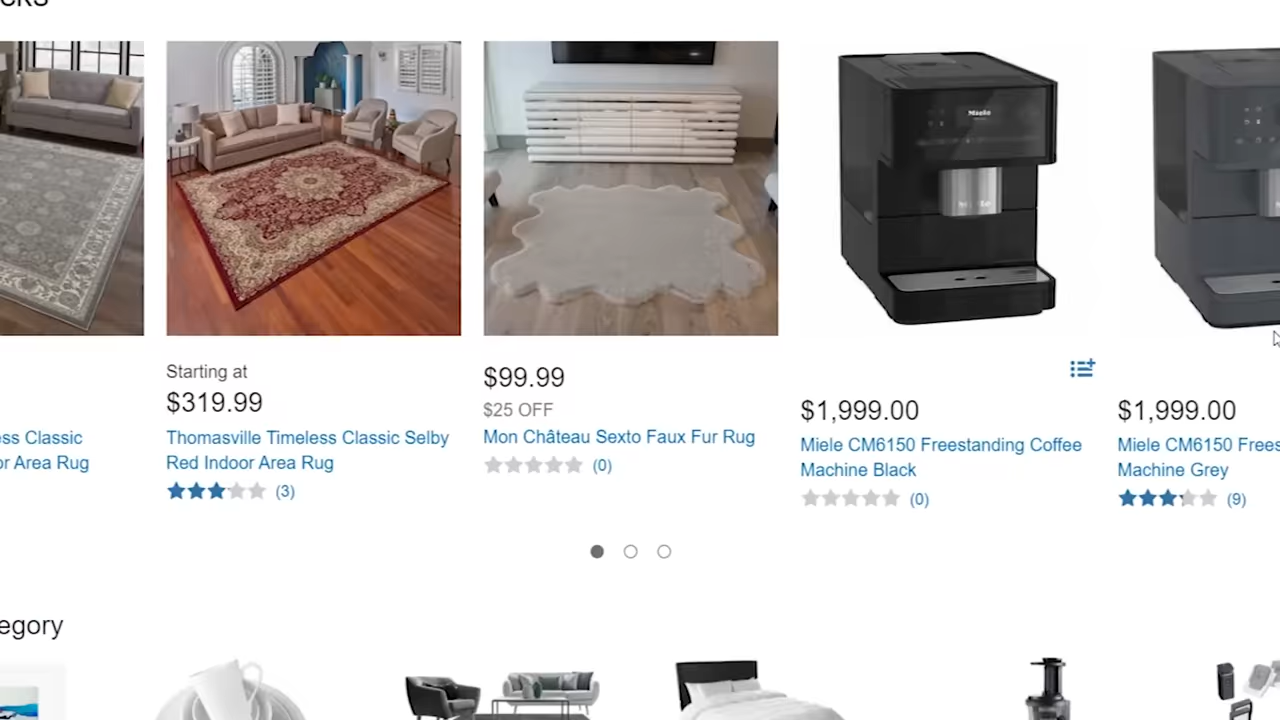 Miele
Starting at
$319.99
Thomasville Timeless Classic Selby
Red Indoor Area Rug
(3)
$99.99
$25 OFF
Mon Château Sexto Faux Fur Rug
(0)
$1,999.00
Miele CM6150 Freestanding Coffee
Machine Black
(0)
$1,999.00
Miele CM6150 Frees
Machine Grey
(9)
ss Classic
or Area Rug
egory